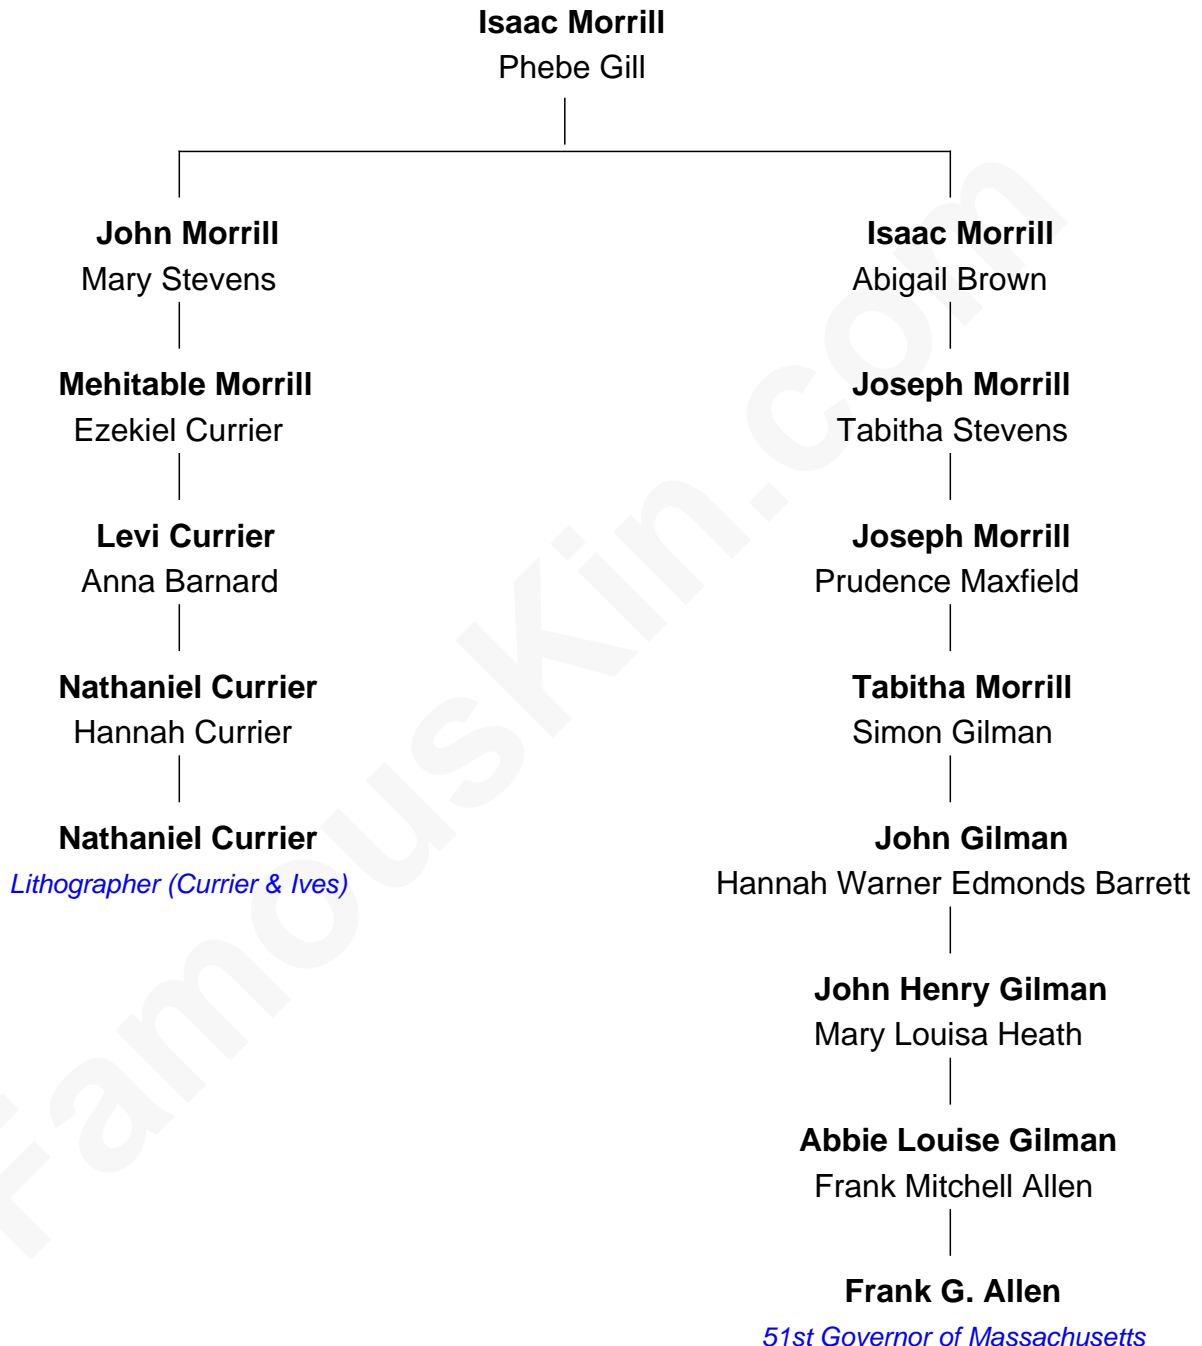 Isaac Morrill
Phebe Gill
John Morrill
Mary Stevens
Mehitable Morrill
Ezekiel Currier
Levi Currier
Anna Barnard
Nathaniel Currier
Hannah Currier
Nathaniel Currier
Lithographer (Currier & Ives)
Isaac Morrill
Abigail Brown
Joseph Morrill
Tabitha Stevens
Joseph Morrill
Prudence Maxfield
Tabitha Morrill
Simon Gilman
John Gilman
Hannah Warner Edmonds Barrett
John Henry Gilman
Mary Louisa Heath
Abbie Louise Gilman
Frank Mitchell Allen
Frank G. Allen
51st Governor of Massachusetts
FamousKin.com